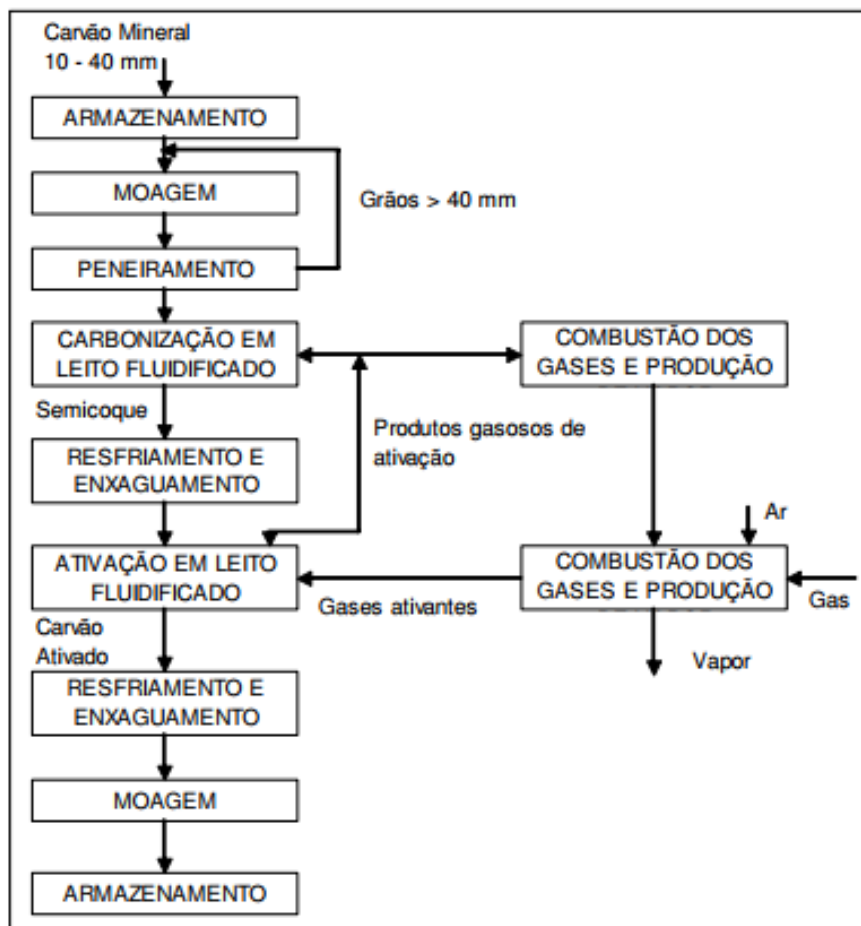 Carvão Mineral
10 - 40 mm
ARMAZENAMENTO
MOAGEM
Grãos > 40 mm
PENEIRAMENTO
CARBONIZAÇÃO EM
LEITO FLUIDIFICADO
COMBUSTÃO DOS
GASES E PRODUÇÃO
Semicoque
Produtos gasosos de
ativação
RESFRIAMENTO E
ENXAGUAMENTO
Ar
ATIVAÇÃO EM LEITO
FLUIDIFICADO
COMBUSTÃO DOS
GASES E PRODUÇÃO
Gases ativantes
Gas
Carvão
Ativado
Vapor
RESFRIAMENTO E
ENXAGUAMENTO
MOAGEM
ARMAZENAMENTO